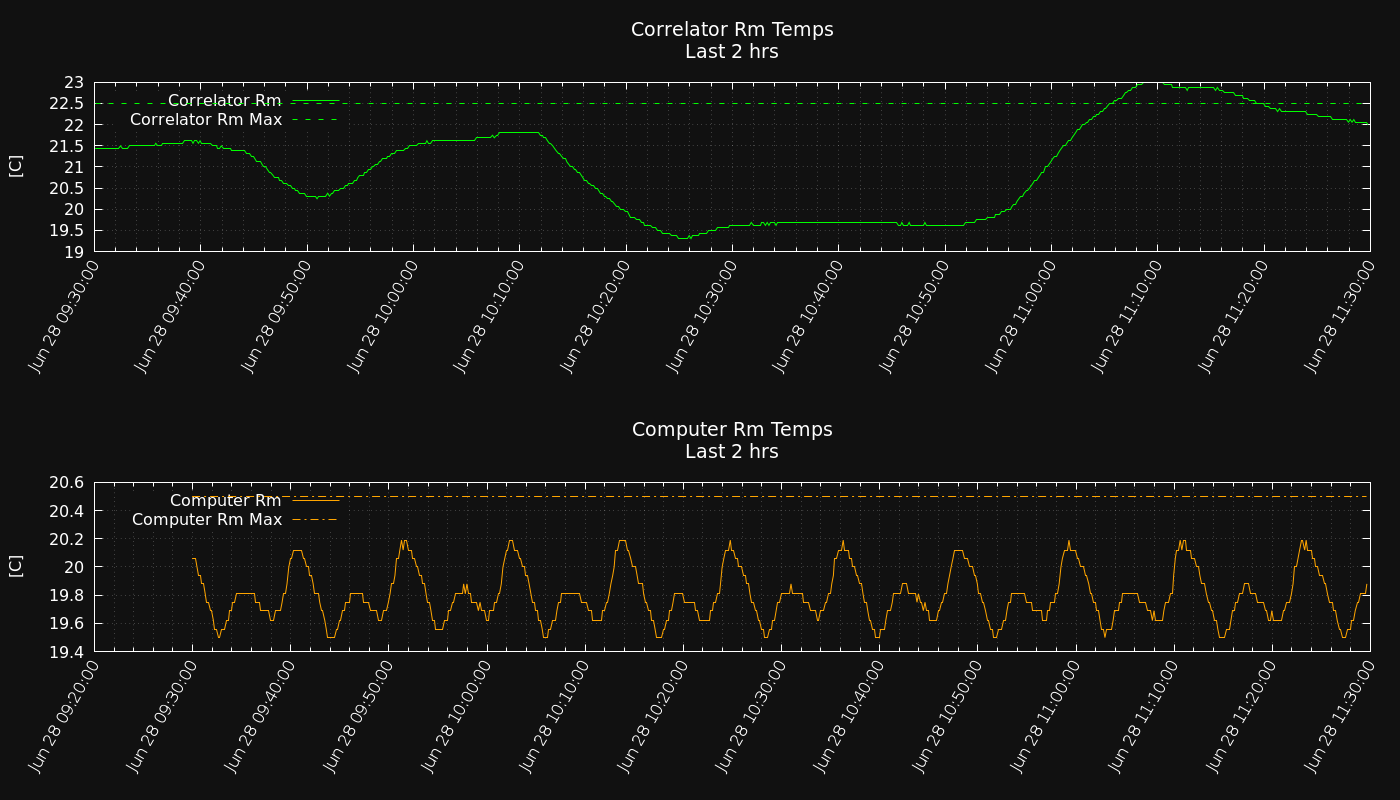 Correlator Rm Temps
Last 2 hrs
23
22.5
22
21.5
21
20.5
20
19.5
19
[C]
Correlator Rm
Correlator Rm Max
Jun 28 09:30:00
Jun 28 09:40:00
Jun 28 09:50:00
Jun 28 10:00:00
Jun 28 10:10:00
Jun 28 10:20:00
Jun 28 10:30:00
Jun 28 10:40:00
Jun 28 10:50:00
Jun 28 11:00:00
Jun 28 11:10:00
Jun 28 11:20:00
Jun 28 11:30:00
Computer Rm Temps
Last 2 hrs
20.6
20.4
20.2
20
19.8
19.6
19.4
[C]
Computer Rm
Computer Rm Max
Jun 28 09:20:00
Jun 28 09:30:00
Jun 28 09:40:00
Jun 28 09:50:00
Jun 28 10:00:00
Jun 28 10:10:00
Jun 28 10:20:00
Jun 28 10:30:00
Jun 28 10:40:00
Jun 28 10:50:00
Jun 28 11:00:00
Jun 28 11:10:00
Jun 28 11:20:00
Jun 28 11:30:00